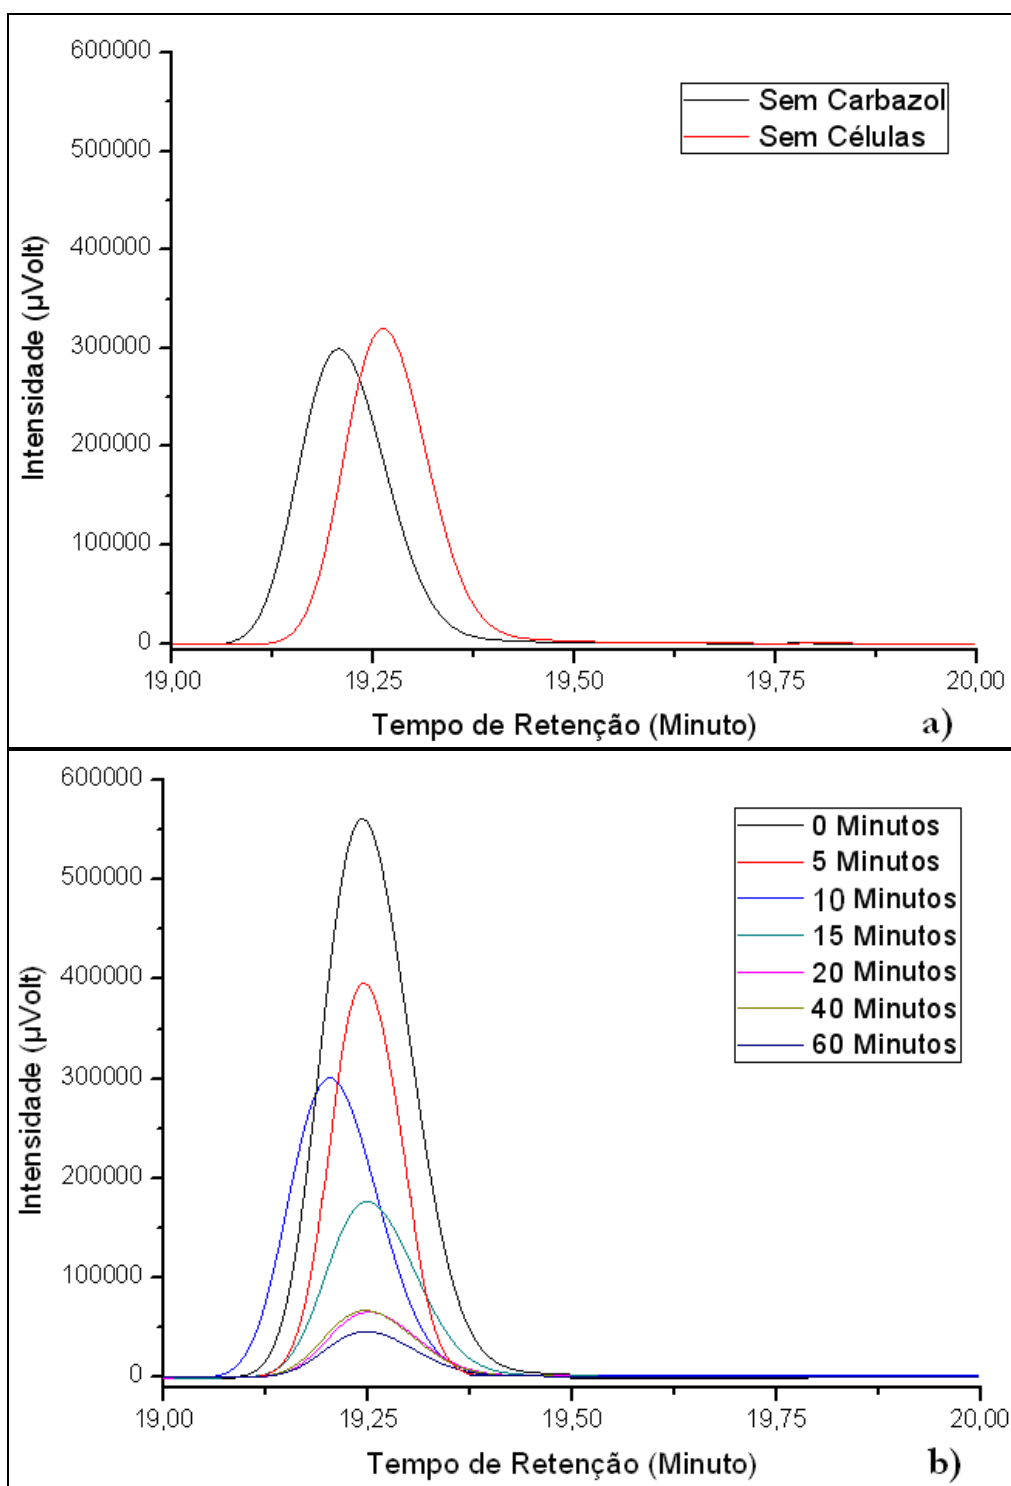 600000
500000
400000
300000
200000
100000
0
Intensidade (µVolt)
Sem Carbazol
Sem Células
19,00
19,25
19,50
19,75
20,00
Tempo de Retenção (Minuto)
a)
600000
500000
400000
300000
200000
100000
0
Intensidade (µVolt)
0 Minutos
5 Minutos
10 Minutos
15 Minutos
20 Minutos
40 Minutos
60 Minutos
19,00
19,25
19,50
19,75
20,00
Tempo de Retenção (Minuto)
b)